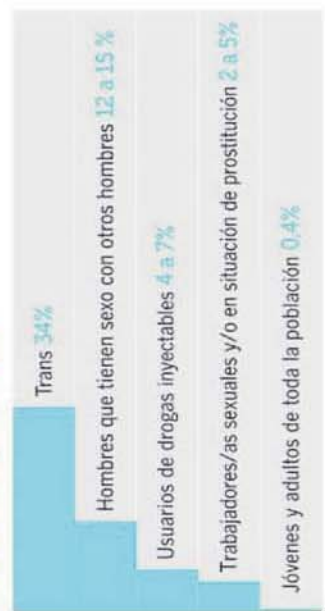 Trans 34%
Hombres que tienen sexo con otros hombres 12 a 15 %
Usuarios de drogas inyectables 4 a 7%
Trabajadores/as sexuales y/o en situación de prostitución 2 a 5%
Jóvenes y adultos de toda la población 0,4%